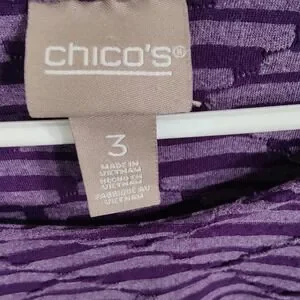 chico's®
3
MADE IN
VIETNAM
HECHO EN
VIETNAM
FABRIQUÉ AU
VIETNAM